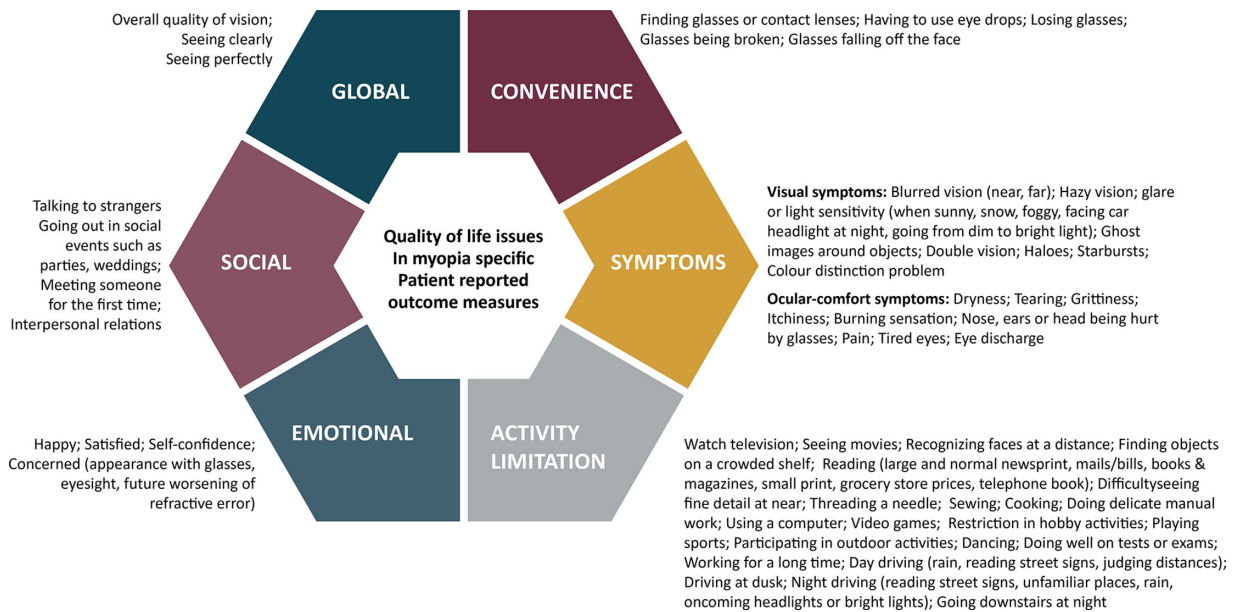 Overall quality of vision;
Seeing clearly
Seeing perfectly
GLOBAL
CONVENIENCE
Finding glasses or contact lenses; Having to use eye drops; Losing glasses;
Glasses being broken; Glasses falling off the face
Talking to strangers
Going out in social
events such as
parties, weddings;
Meeting someone
for the first time;
Interpersonal relations
SOCIAL
Quality of life issues
In myopia specific
Patient reported
outcome measures
SYMPTOMS
Visual symptoms: Blurred vision (near, far); Hazy vision; glare
or light sensitivity (when sunny, snow, foggy, facing car
headlight at night, going from dim to bright light); Ghost
images around objects; Double vision; Haloes; Starbursts;
Colour distinction problem
Ocular-comfort symptoms: Dryness; Tearing; Grittiness;
Itchiness; Burning sensation; Nose, ears or head being hurt
by glasses; Pain; Tired eyes; Eye discharge
Happy; Satisfied; Self-confidence;
Concerned (appearance with glasses,
eyesight, future worsening of
refractive error)
EMOTIONAL
ACTIVITY
LIMITATION
Watch television; Seeing movies; Recognizing faces at a distance; Finding objects
on a crowded shelf; Reading (large and normal newsprint, mails/bills, books &
magazines, small print, grocery store prices, telephone book); Difficultyseeing
fine detail at near; Threading a needle; Sewing; Cooking; Doing delicate manual
work; Using a computer; Video games; Restriction in hobby activities; Playing
sports; Participating in outdoor activities; Dancing; Doing well on tests or exams;
Working for a long time; Day driving (rain, reading street signs, judging distances);
Driving at dusk; Night driving (reading street signs, unfamiliar places, rain,
oncoming headlights or bright lights); Going downstairs at night